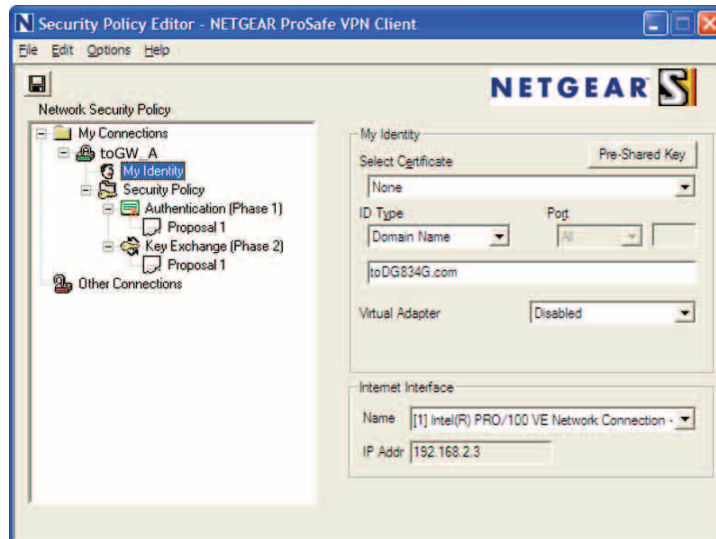 Security Policy Editor - NETGEAR ProSafe VPN Client
File Edit Options Help
NETGEAR
Network Security Policy
My Connections
toGW_A
My Identity
Security Policy
Authentication (Phase 1)
Proposal 1
Key Exchange (Phase 2)
Proposal 1
Other Connections
My Identity
Select Certificate
Pre-Shared Key
None
ID Type
Port
Domain Name
All
toDG834G.com
Virtual Adapter
Disabled
Internet Interface
Name
[1] Intel(R) PRO/100 VE Network Connection -
IP Addr
192.168.2.3